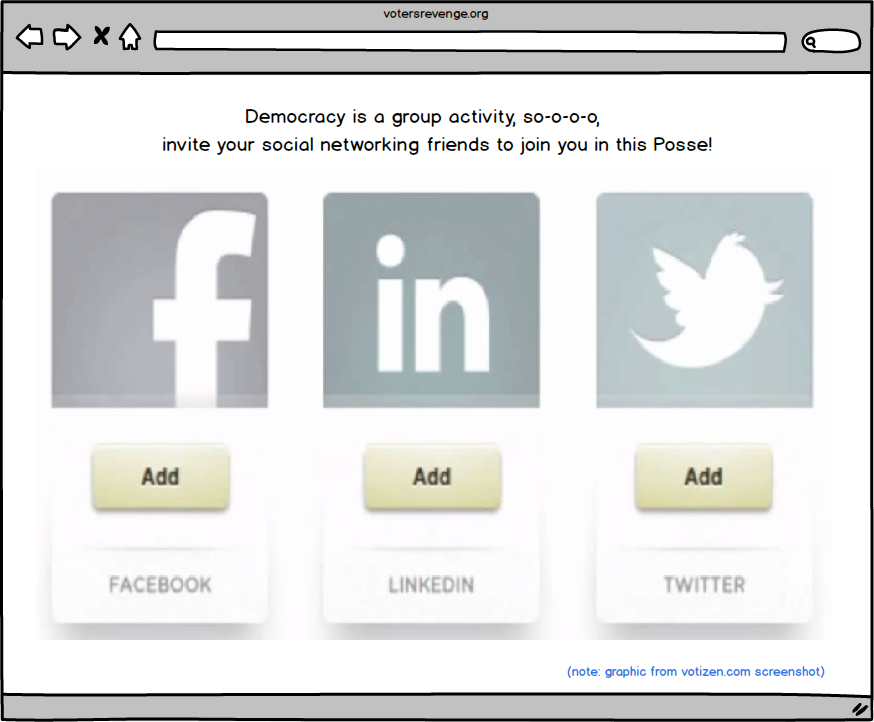 votersrevenge.org
Democracy is a group activity, so-o-o-o,
invite your social networking friends to join you in this Posse!
f
in
Add
Add
Add
FACEBOOK
LINKEDIN
TWITTER
(note: graphic from votizen.com screenshot)